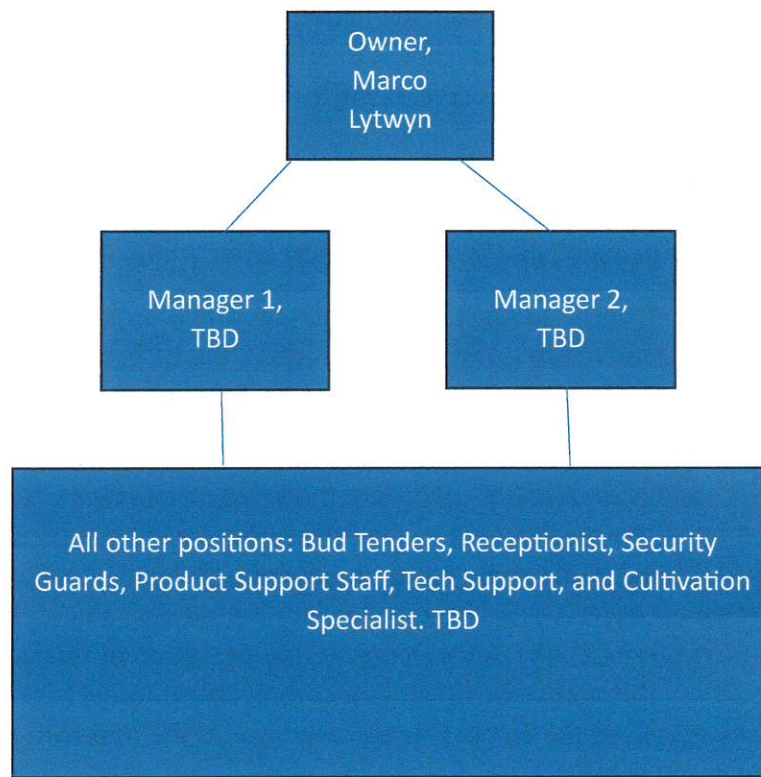 Owner,
Marco
Lytwyn
Manager 1,
TBD
Manager 2,
TBD
All other positions: Bud Tenders, Receptionist, Security
Guards, Product Support Staff, Tech Support, and Cultivation
Specialist. TBD